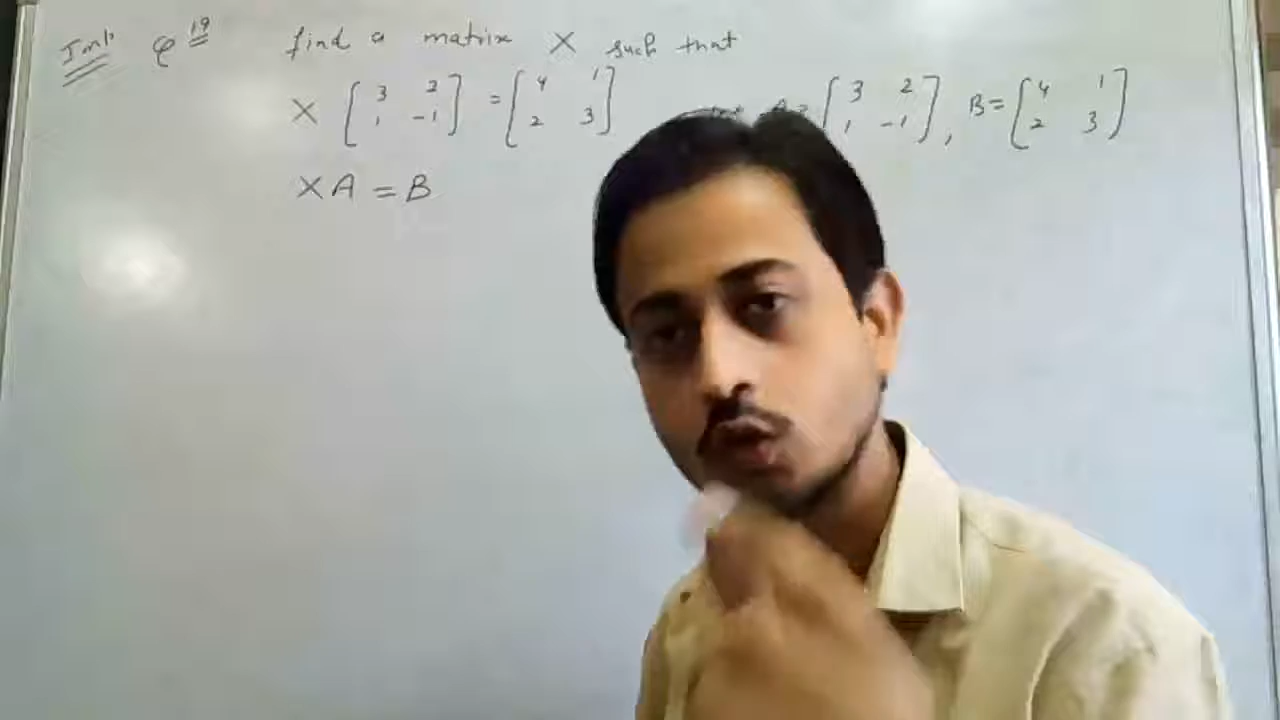 Imp Q 19 find a matrix X such that
X [ 3 2 ] = [ 4 1 ] A = [ 3 2 ] , B = [ 4 1 ]
[ 1 -1 ] [ 2 3 ] [ 1 -1 ] [ 2 3 ]
XA = B